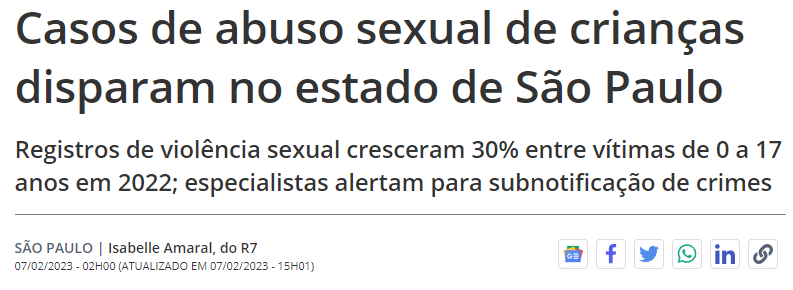 Casos de abuso sexual de crianças
disparam no estado de São Paulo
Registros de violência sexual cresceram 30% entre vítimas de 0 a 17
anos em 2022; especialistas alertam para subnotificação de crimes
SÃO PAULO | Isabelle Amaral, do R7
07/02/2023 - 02H00 (ATUALIZADO EM 07/02/2023 - 15H01)